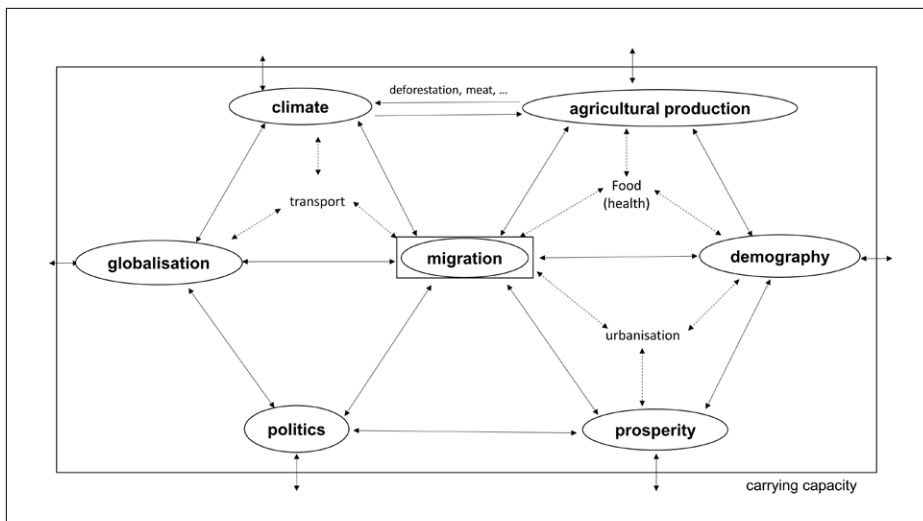 deforestation, meat, ...
climate
agricultural production
transport
Food
(health)
globalisation
migration
demography
urbanisation
politics
prosperity
carrying capacity